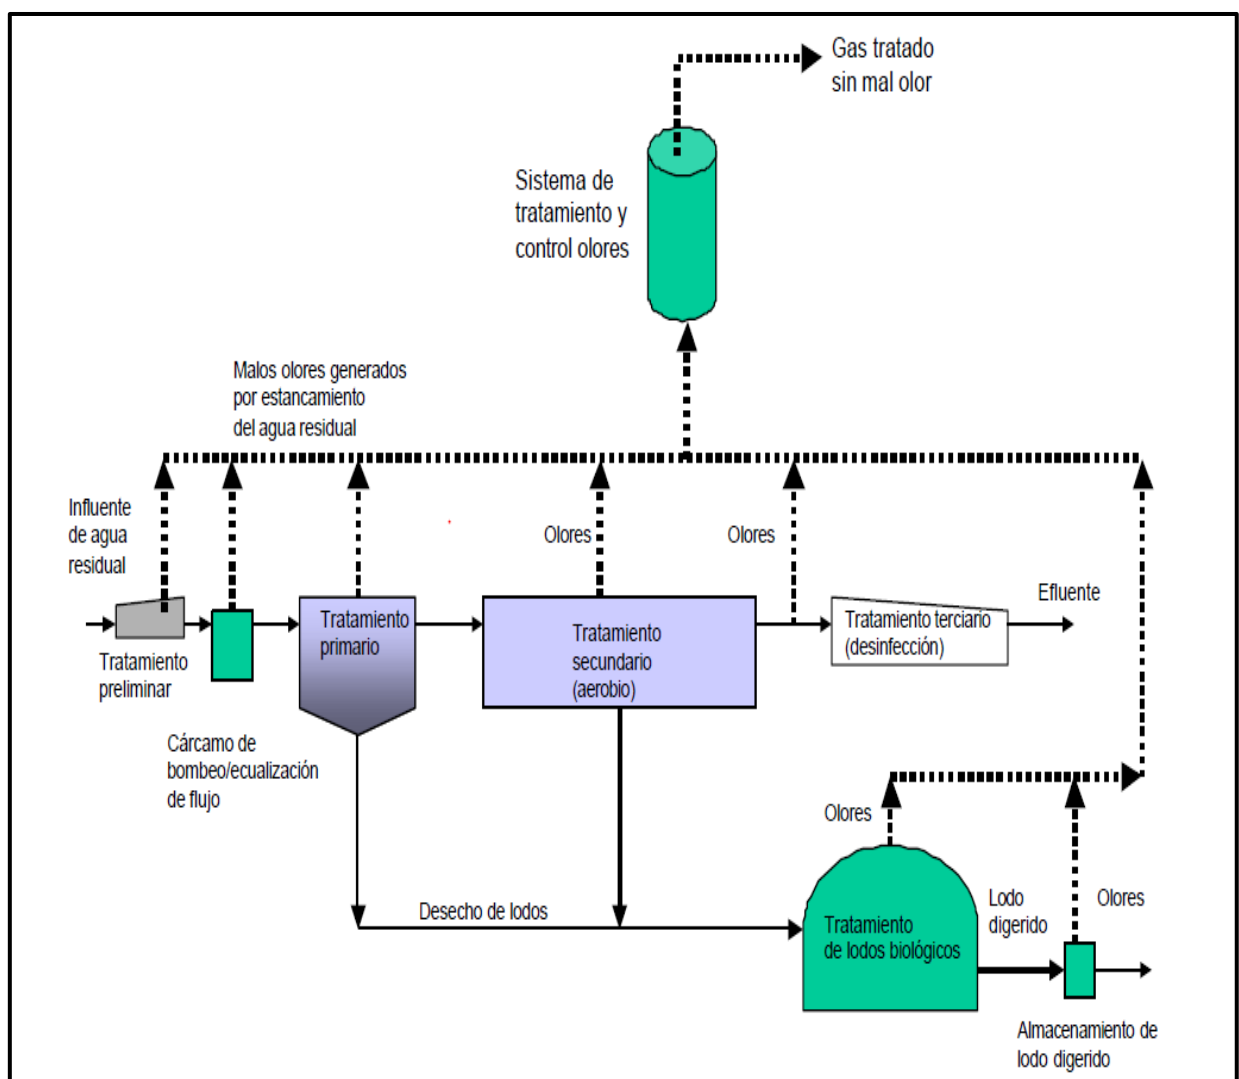 Gas tratado
sin mal olor
Sistema de
tratamiento y
control olores
Malos olores generados
por estancamiento
del agua residual
Influente
de agua
residual
Olores
Olores
Efluente
Tratamiento
primario
Tratamiento
secundario
(aerobio)
Tratamiento terciario
(desinfección)
Tratamiento
preliminar
Cárcamo de
bombeo/ecualización
de flujo
Olores
Desecho de lodos
Tratamiento
de lodos biológicos
Lodo
digerido
Olores
Almacenamiento de
lodo digerido